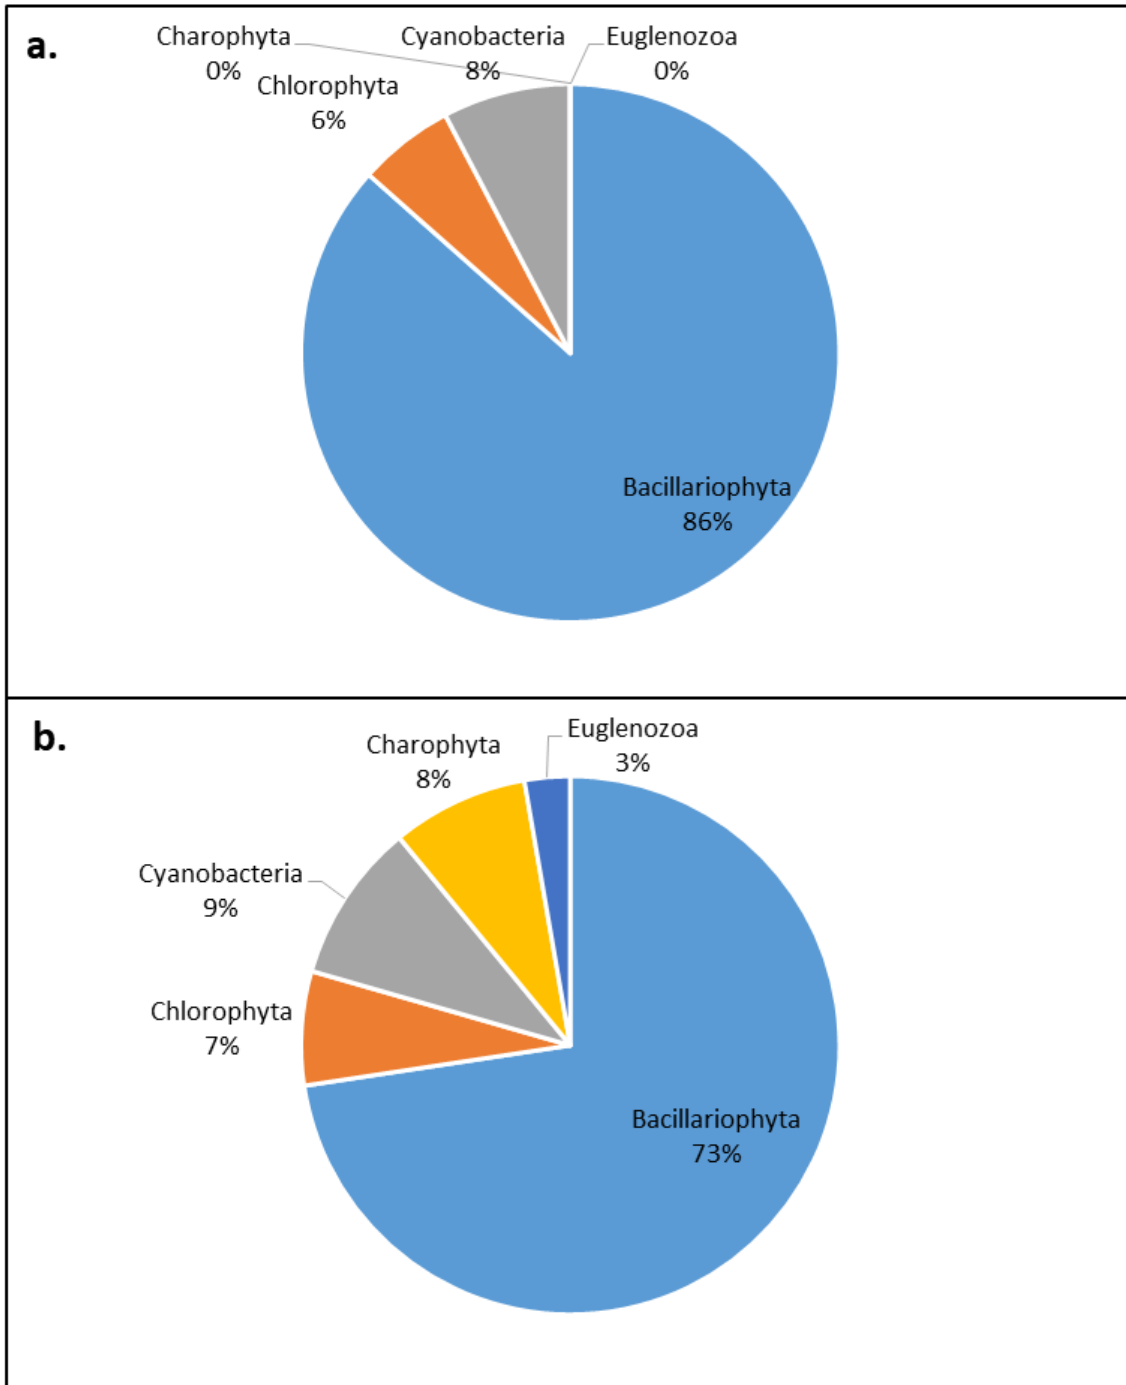 a.
Charophyta
0%
Cyanobacteria
8%
Euglenozoa
0%
Chlorophyta
6%
Bacillariophyta
86%
b.
Euglenozoa
3%
Charophyta
8%
Cyanobacteria
9%
Chlorophyta
7%
Bacillariophyta
73%